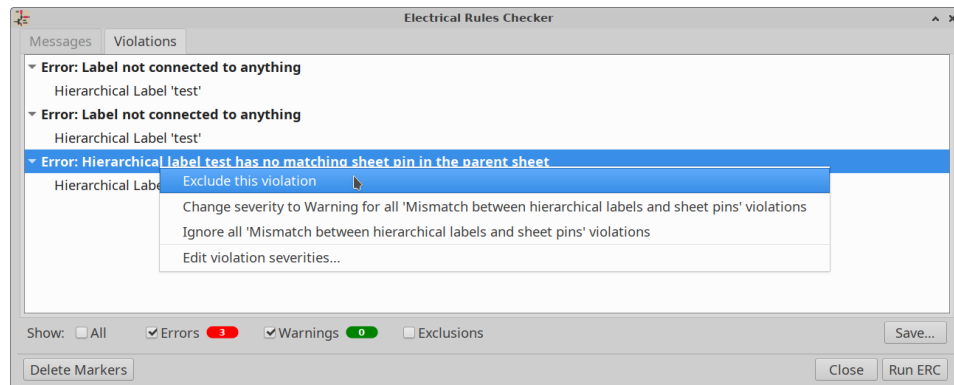 Electrical Rules Checker
Messages Violations
Error: Label not connected to anything
Hierarchical Label 'test'
Error: Label not connected to anything
Hierarchical Label 'test'
Error: Hierarchical label test has no matching sheet pin in the parent sheet
Hierarchical Labe
Exclude this violation
Change severity to Warning for all 'Mismatch between hierarchical labels and sheet pins' violations
Ignore all 'Mismatch between hierarchical labels and sheet pins' violations
Edit violation severities...
Show: All Errors 3 Warnings 0 Exclusions Save...
Delete Markers Close Run ERC